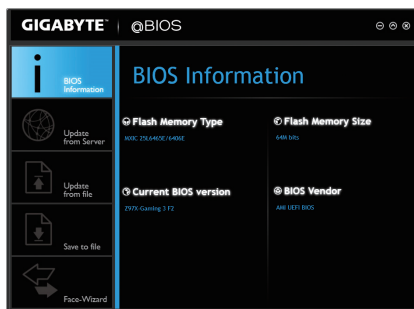 GIGABYTE™ @BIOS
BIOS Information
BIOS
Information
Update
from Server
Update
from file
Save to file
Face-Wizard
Flash Memory Type
MXIC 25L6465E/6406E
Flash Memory Size
64M bits
Current BIOS version
Z97X-Gaming 3 F2
BIOS Vendor
AMI UEFI BIOS